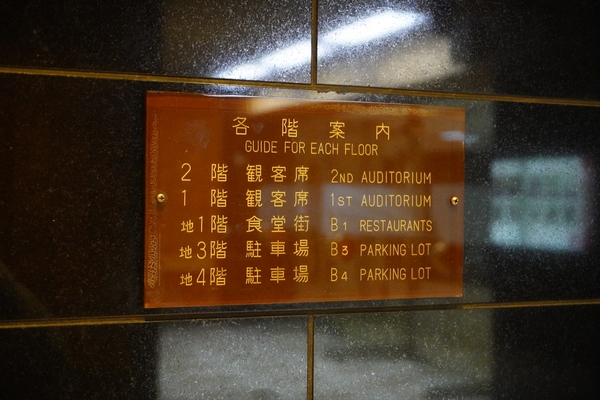 各階案内
GUIDE FOR EACH FLOOR
2 階 観客席 2ND AUDITORIUM
1 階 観客席 1ST AUDITORIUM
地1階 食堂街 B1 RESTAURANTS
地3階 駐車場 B3 PARKING LOT
地4階 駐車場 B4 PARKING LOT